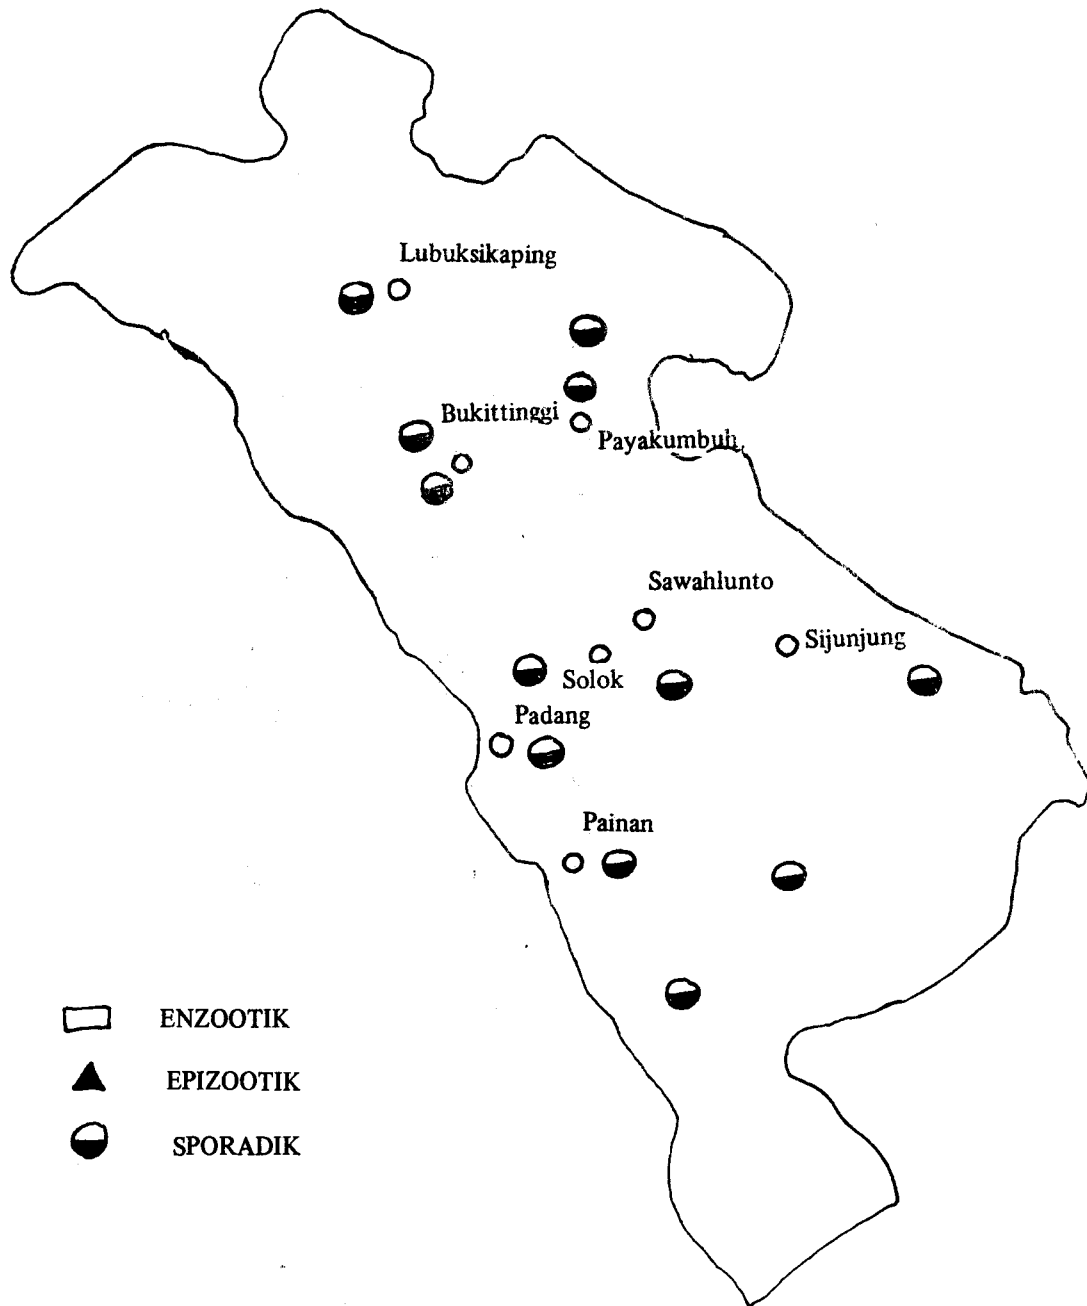 Lubuksikaping
Bukittinggi
Payakumbuh
Sawahlunto
Sijunjung
Solok
Padang
Painan
ENZOOTIK
EPIZOOTIK
SPORADIK